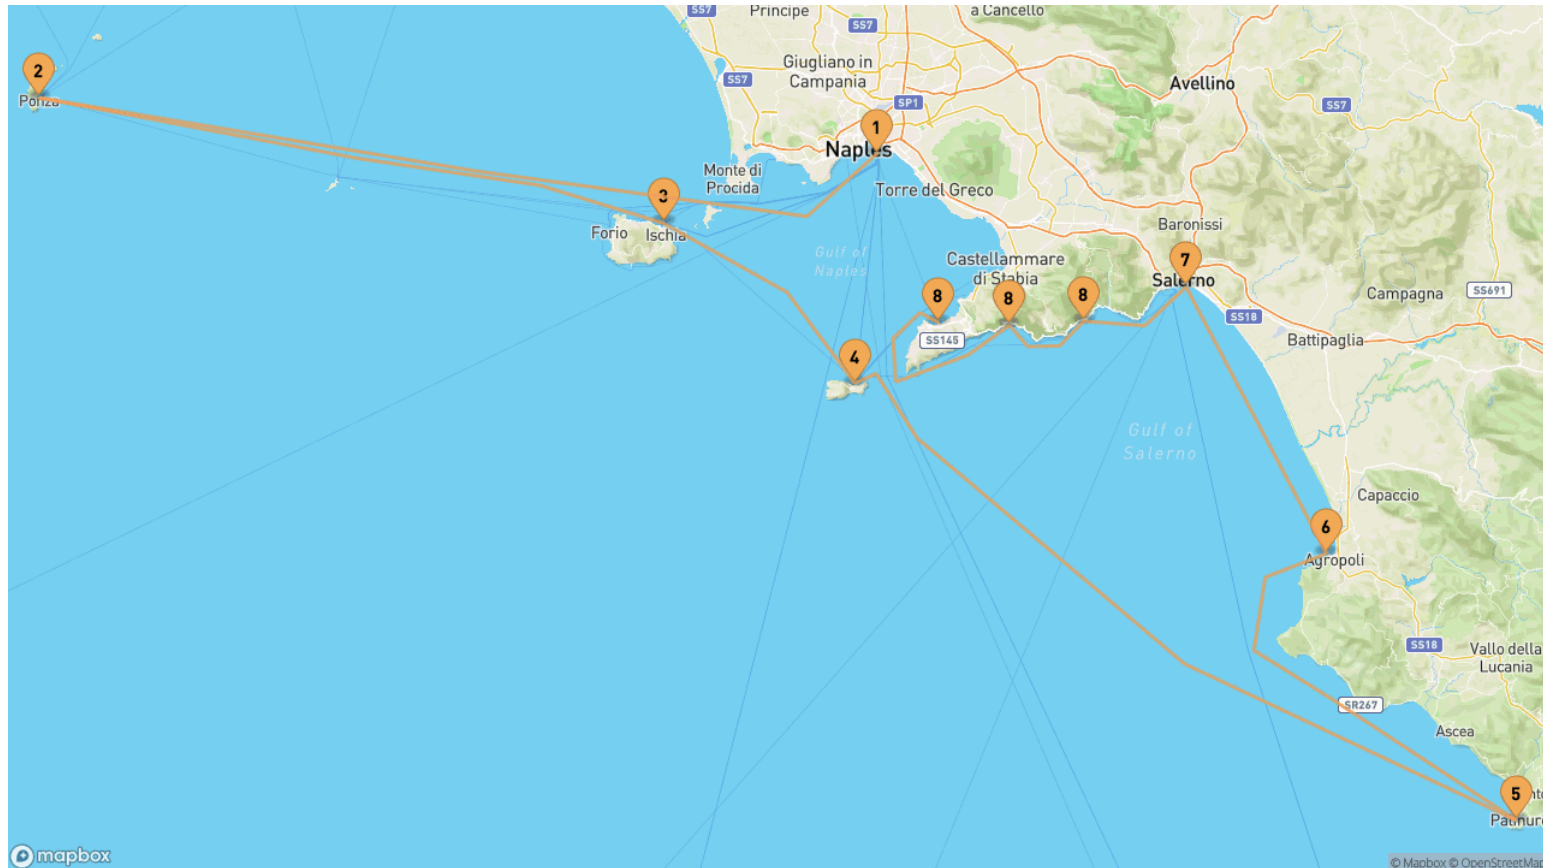 SS7
Principe
a Cancello
SS7
Giugliano in
Campania
SS7
SP1
Avellino
SS7
2
Ponza
1
Naples
Monte di
Procida
Torre del Greco
3
Forio
Ischia
Gulf of
Naples
Baronissi
Castellammare
di Stabia
7
Salerno
8
8
8
Campagna
SS691
SS18
Battipaglia
SS145
4
Gulf of
Salerno
Capaccio
6
Agropoli
SS18
Vallo della
Lucania
SR267
Ascea
5
Palinuro
mapbox
© Mapbox © OpenStreetMap